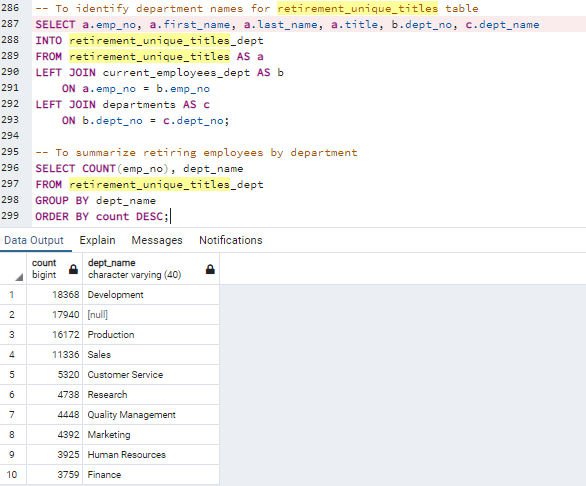 286 -- To identify department names for retirement_unique_titles table
287 SELECT a.emp_no, a.first_name, a.last_name, a.title, b.dept_no, c.dept_name
288 INTO retirement_unique_titles_dept
289 FROM retirement_unique_titles AS a
290 LEFT JOIN current_employees_dept AS b
291     ON a.emp_no = b.emp_no
292 LEFT JOIN departments AS c
293     ON b.dept_no = c.dept_no;
294
295 -- To summarize retiring employees by department
296 SELECT COUNT(emp_no), dept_name
297 FROM retirement_unique_titles_dept
298 GROUP BY dept_name
299 ORDER BY count DESC;
Data Output Explain Messages Notifications
count dept_name
bigint character varying (40)
1 18368 Development
2 17940 [null]
3 16172 Production
4 11336 Sales
5 5320 Customer Service
6 4738 Research
7 4448 Quality Management
8 4392 Marketing
9 3925 Human Resources
10 3759 Finance